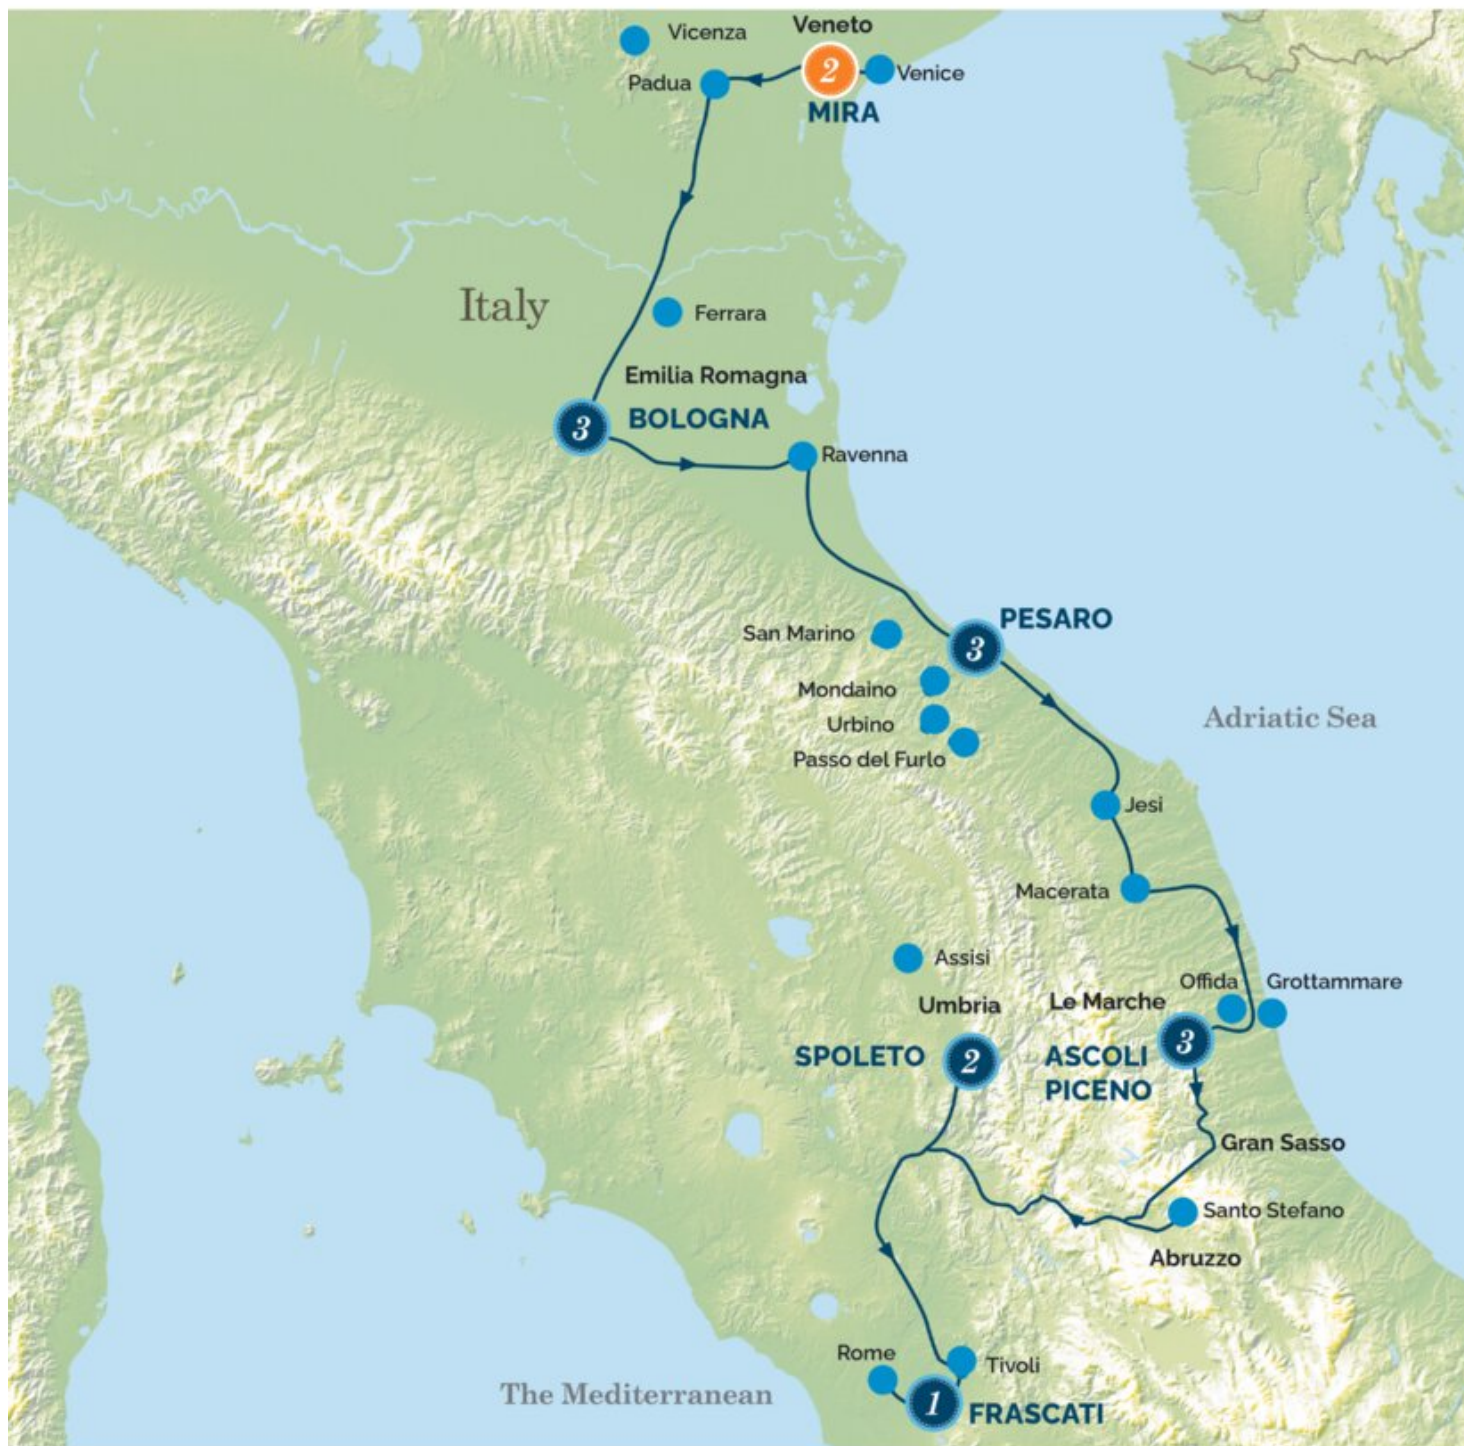 Veneto
Vicenza
2
Venice
Padua
MIRA
Italy
Ferrara
Emilia Romagna
BOLOGNA
3
Ravenna
PESARO
San Marino
3
Mondaino
Adriatic Sea
Urbino
Passo del Furlo
Jesi
Macerata
Assisi
Offida
Grottammare
Umbria
Le Marche
3
SPOLETO
2
ASCOLI
PICENO
Gran Sasso
Santo Stefano
Abruzzo
Rome
Tivoli
The Mediterranean
1
FRASCATI